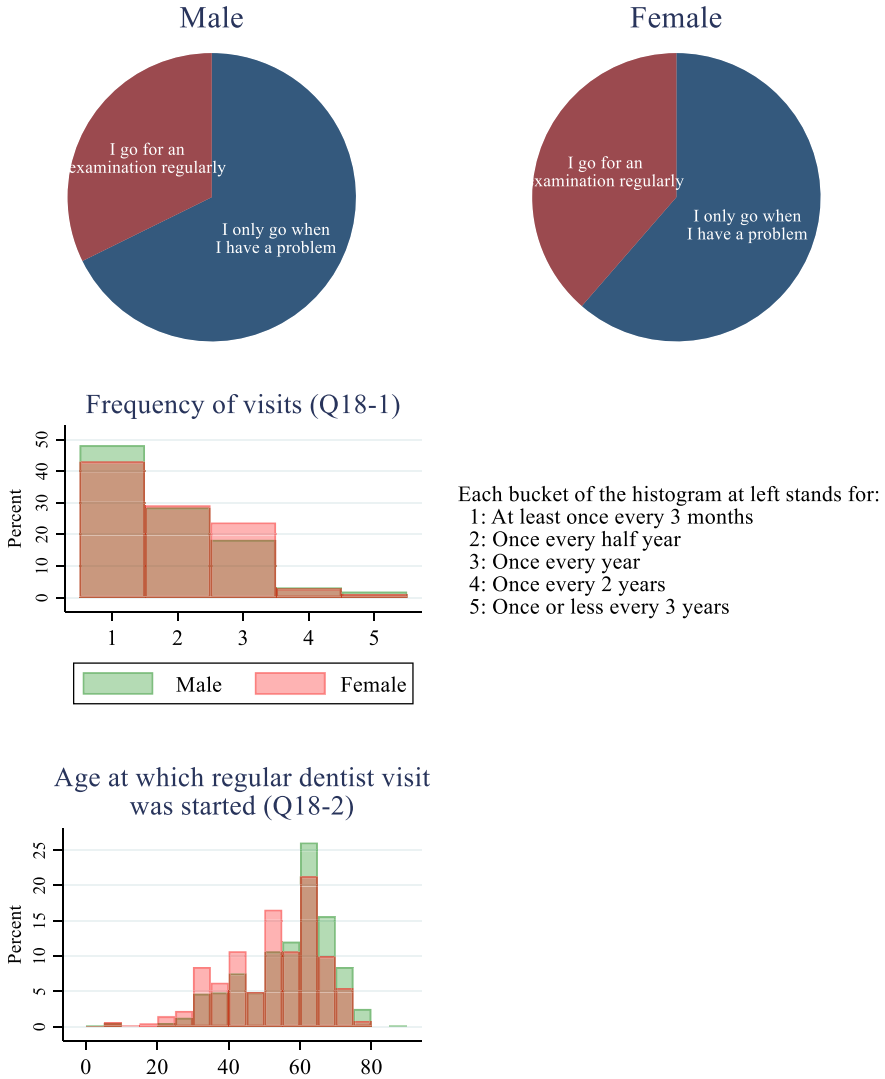 Male
Female
I go for an
examination regularly
I only go when
I have a problem
I go for an
xamination regularly
I only go when
I have a problem
Frequency of visits (Q18-1)
Percent
50
40
30
20
10
0
1 2 3 4 5
Male Female
Each bucket of the histogram at left stands for:
1: At least once every 3 months
2: Once every half year
3: Once every year
4: Once every 2 years
5: Once or less every 3 years
Age at which regular dentist visit
was started (Q18-2)
Percent
25
20
15
10
5
0
0 20 40 60 80